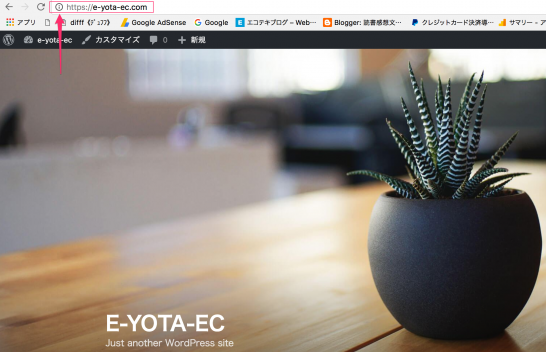 https://e-yota-ec.com
アプリ difff《デュフフ》 Google AdSense Google エコテキブログ – Web… Blogger: 読書感想文… クレジットカード決済導… サマリー - ア
e-yota-ec カスタマイズ 0 新規
E-YOTA-EC
Just another WordPress site